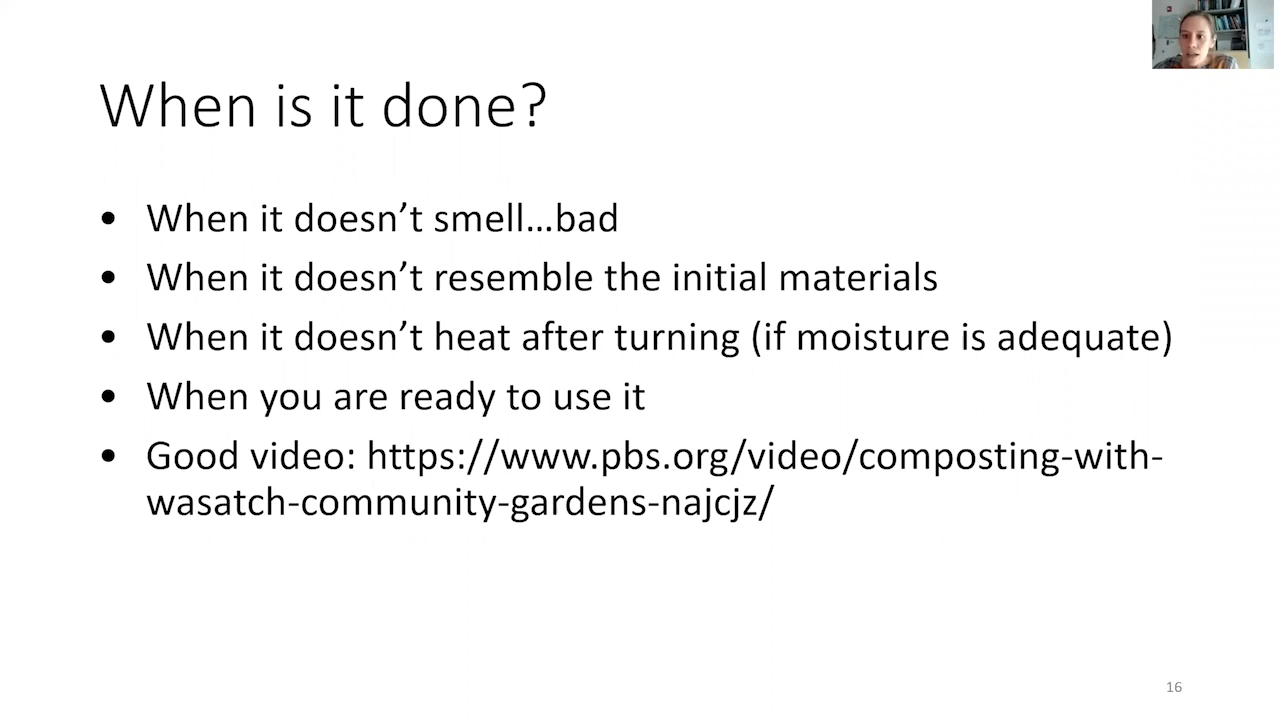 When is it done?
• When it doesn’t smell...bad
• When it doesn’t resemble the initial materials
• When it doesn’t heat after turning (if moisture is adequate)
• When you are ready to use it
• Good video: https://www.pbs.org/video/composting-with-
wasatch-community-gardens-najcjz/
16